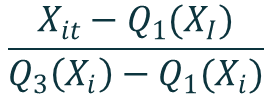 X_{it} − Q_1(X_I)
Q_3(X_i) − Q_1(X_i)